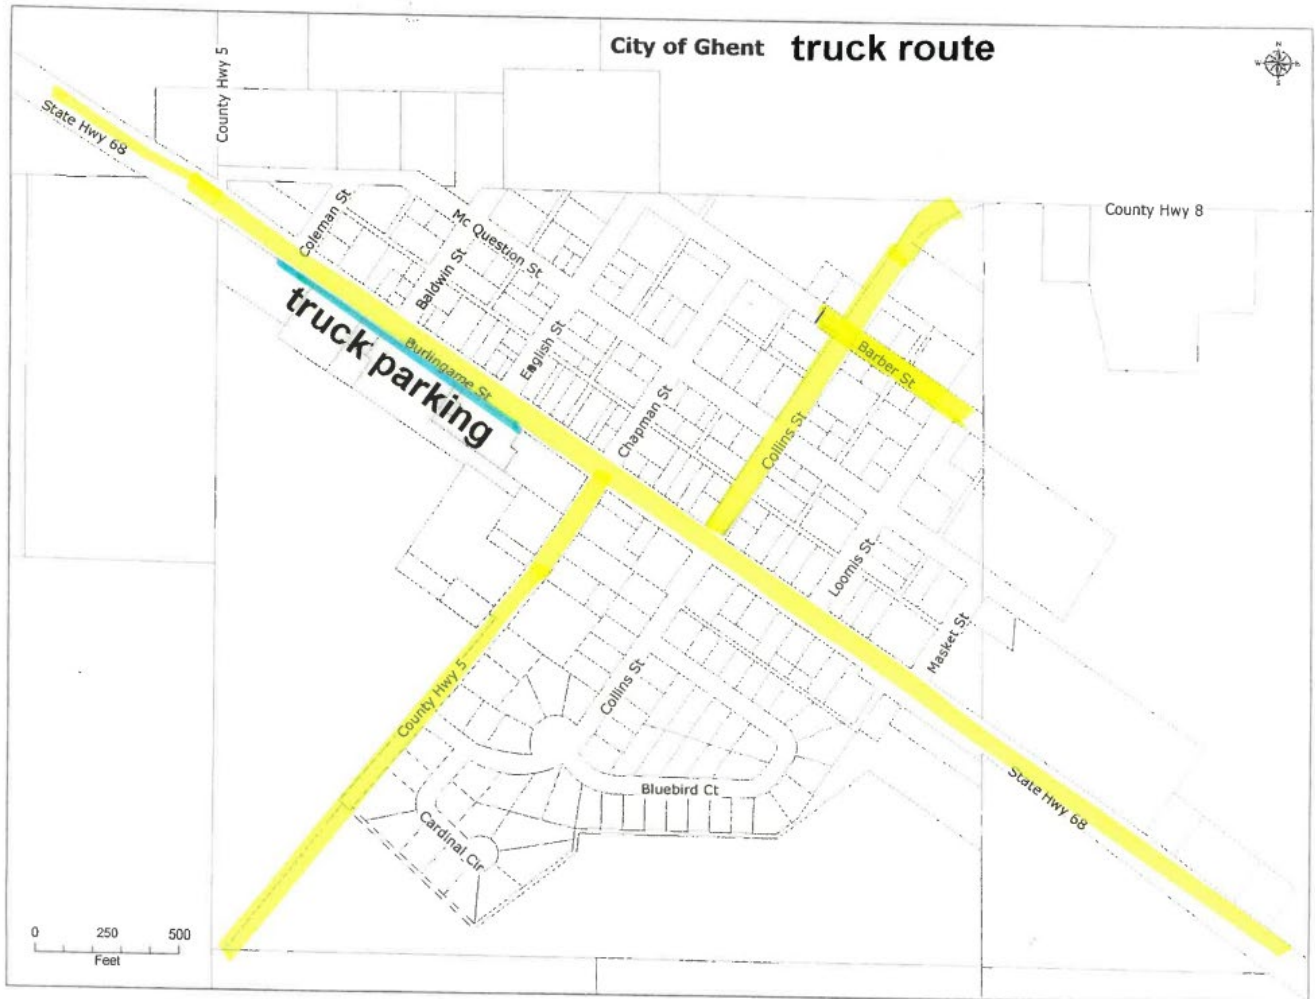 City of Ghent truck route
N
W
S
County Hwy 5
State Hwy 68
County Hwy 8
Coleman St
Mc Question St
Baldwin St
truck parking
Burlingame St
English St
Barber St
Chapman St
Collins St
Loomis St
Masket St
County Hwy 5
Collins St
Bluebird Ct
State Hwy 68
Cardinal Cir
0 250 500
Feet